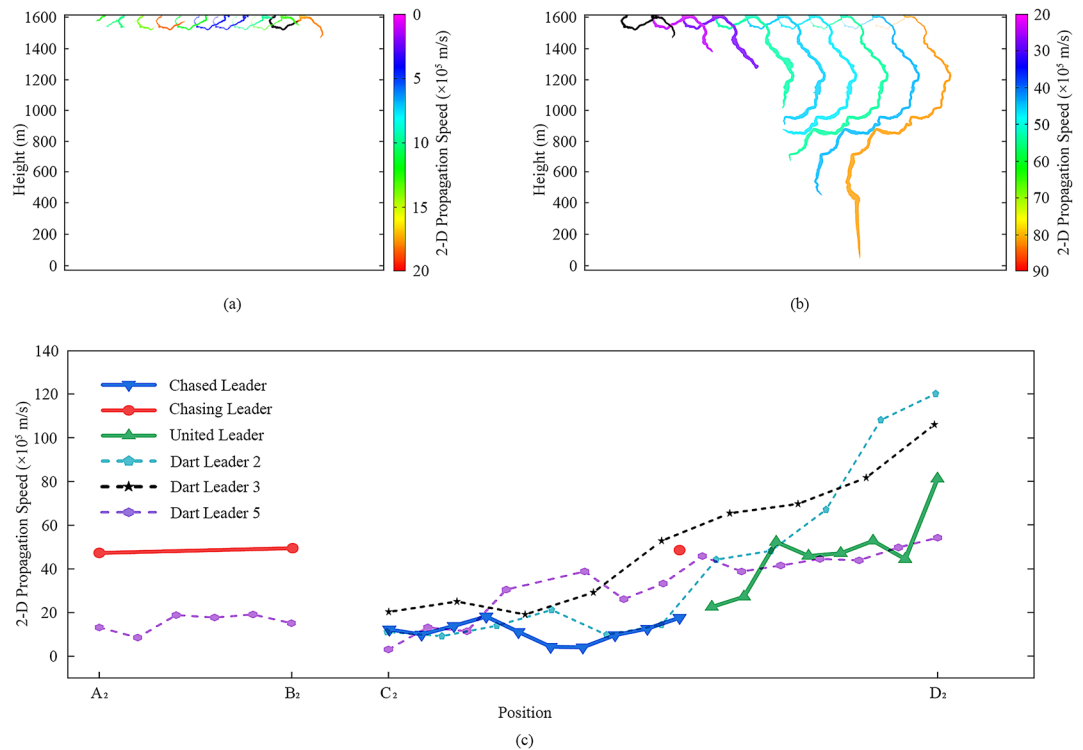 1600
1400
1200
1000
800
600
400
200
0
Height (m)
0
5
10
15
20
2-D Propagation Speed (×10⁵ m/s)
(a)
1600
1400
1200
1000
800
600
400
200
0
Height (m)
20
30
40
50
60
70
80
90
2-D Propagation Speed (×10⁵ m/s)
(b)
140
120
100
80
60
40
20
0
2-D Propagation Speed (×10⁵ m/s)
Chased Leader
Chasing Leader
United Leader
Dart Leader 2
Dart Leader 3
Dart Leader 5
A₂ B₂ C₂ D₂
Position
(c)